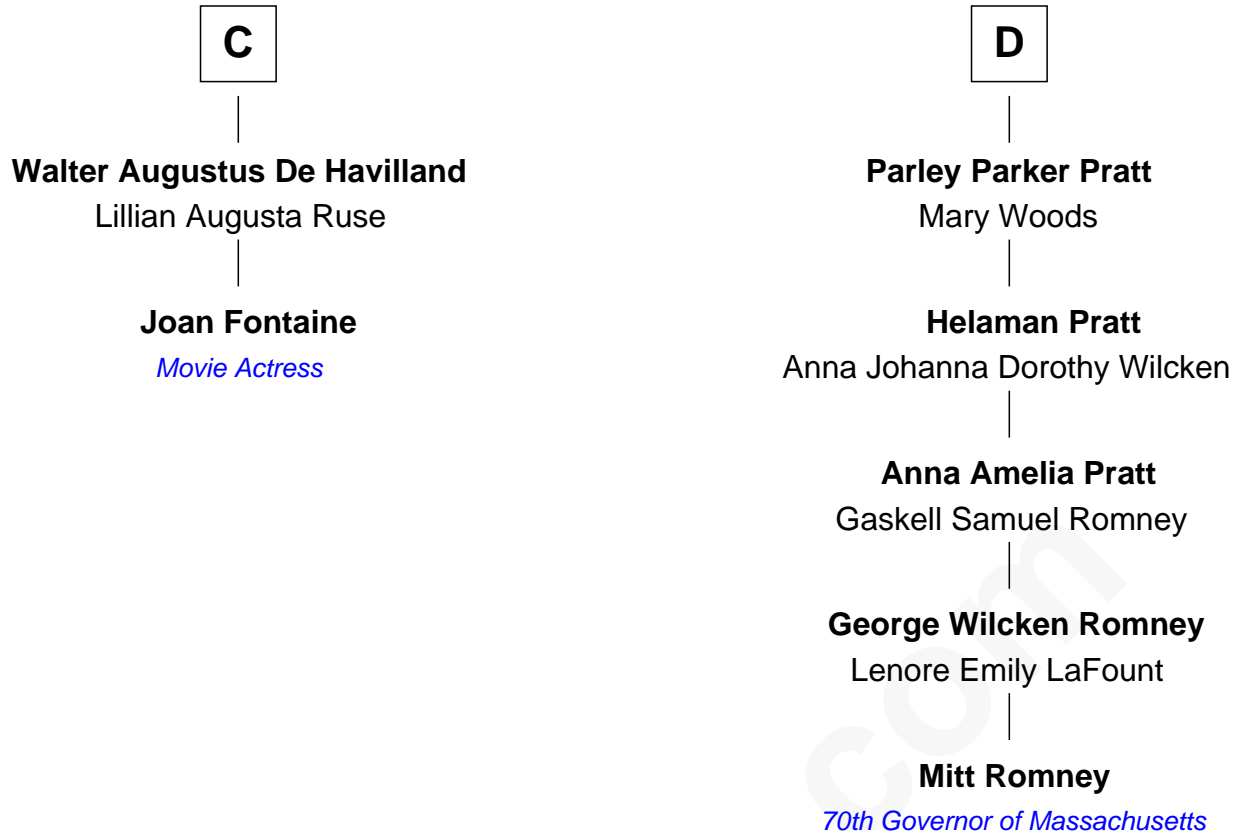 C
Walter Augustus De Havilland
Lillian Augusta Ruse
Joan Fontaine
Movie Actress
D
Parley Parker Pratt
Mary Woods
Helaman Pratt
Anna Johanna Dorothy Wilcken
Anna Amelia Pratt
Gaskell Samuel Romney
George Wilcken Romney
Lenore Emily LaFount
Mitt Romney
70th Governor of Massachusetts
com